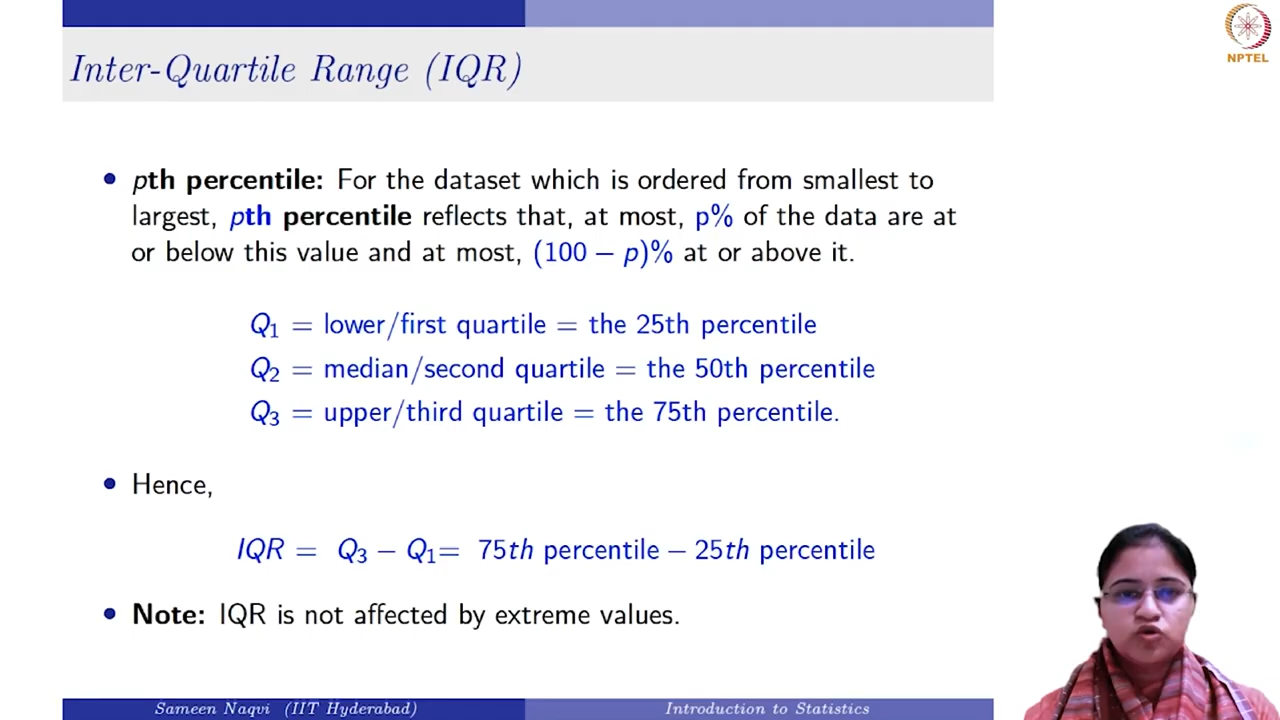 Inter-Quartile Range (IQR)
NPTEL
• pth percentile: For the dataset which is ordered from smallest to
largest, pth percentile reflects that, at most, p% of the data are at
or below this value and at most, (100 − p)% at or above it.
Q₁ = lower/first quartile = the 25th percentile
Q₂ = median/second quartile = the 50th percentile
Q₃ = upper/third quartile = the 75th percentile.
• Hence,
IQR = Q₃ − Q₁= 75th percentile − 25th percentile
• Note: IQR is not affected by extreme values.
Sameen Naqvi (IIT Hyderabad) Introduction to Statistics